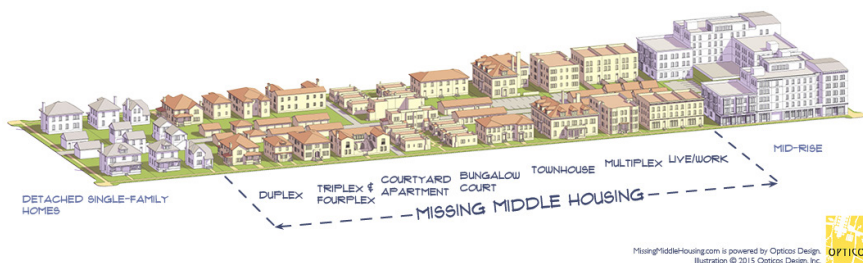 DETACHED SINGLE-FAMILY
HOMES
DUPLEX
TRIPLEX &
FOURPLEX
COURTYARD
APARTMENT
BUNGALOW
COURT
TOWNHOUSE
MULTIPLEX
LIVE/WORK
MID-RISE
MISSING MIDDLE HOUSING
MissingMiddleHousing.com is powered by Opticos Design.
Illustration © 2015 Opticos Design, Inc.
OPTICO